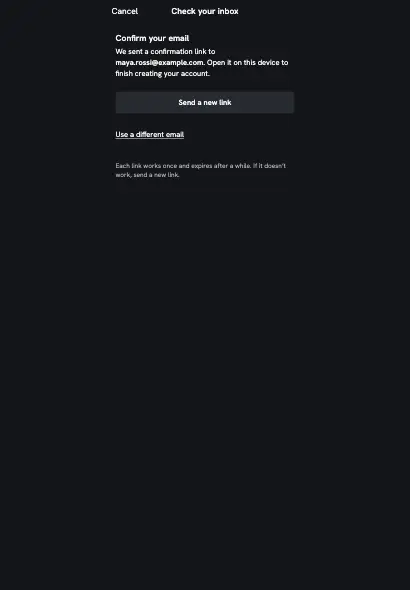 Cancel
Check your inbox
Confirm your email
We sent a confirmation link to
maya.rossi@example.com. Open it on this device to
finish creating your account.
Send a new link
Use a different email
Each link works once and expires after a while. If it doesn't
work, send a new link.